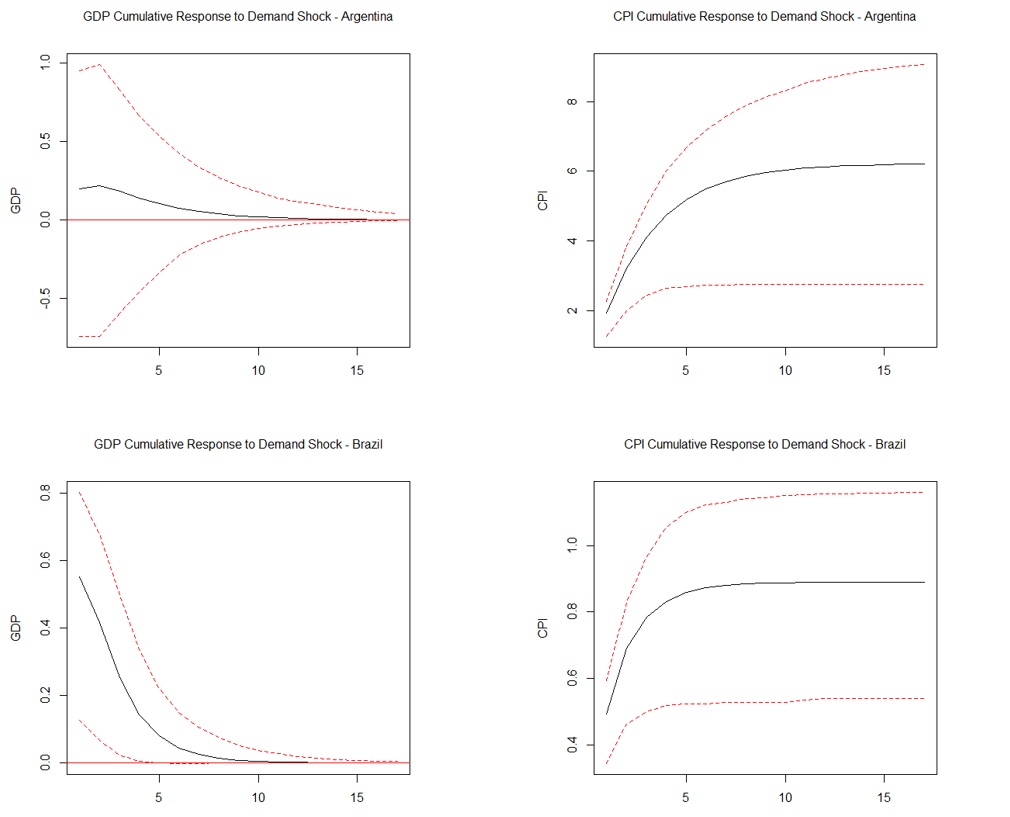 GDP Cumulative Response to Demand Shock - Argentina
GDP
1.0
0.5
0.0
-0.5
5 10 15
CPI Cumulative Response to Demand Shock - Argentina
CPI
8
6
4
2
5 10 15
GDP Cumulative Response to Demand Shock - Brazil
GDP
0.8
0.6
0.4
0.2
0.0
5 10 15
CPI Cumulative Response to Demand Shock - Brazil
CPI
1.0
0.8
0.6
0.4
5 10 15